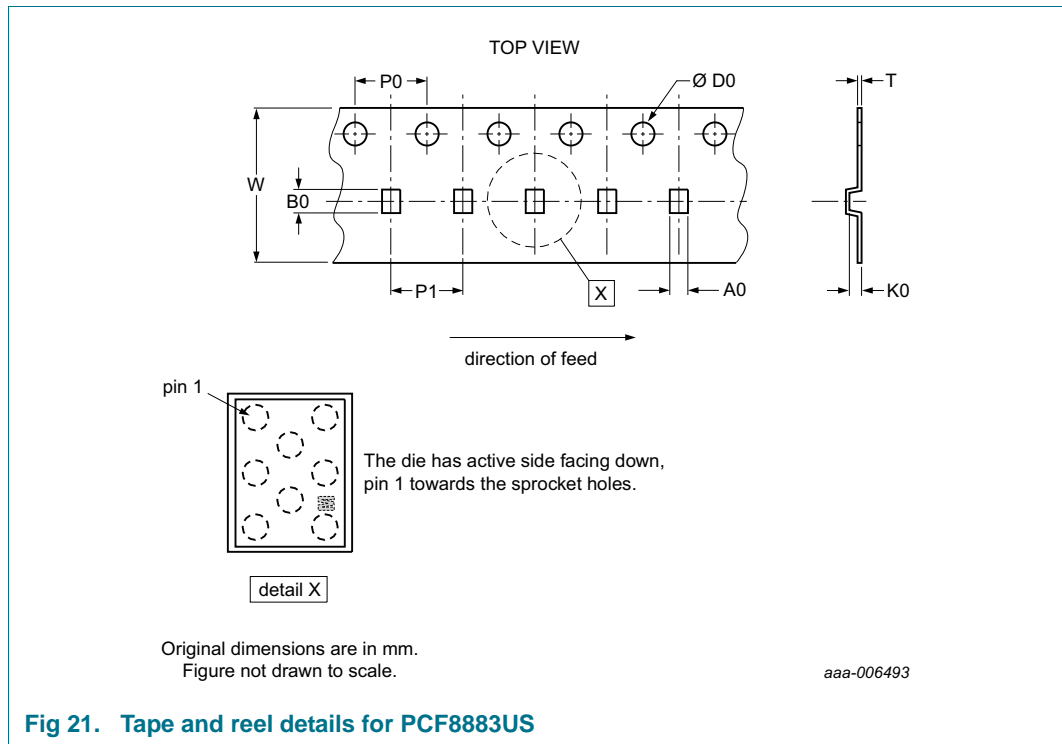 TOP VIEW
P0
Ø D0
T
W
B0
P1
X
A0
K0
direction of feed
pin 1
The die has active side facing down,
pin 1 towards the sprocket holes.
detail X
Original dimensions are in mm.
Figure not drawn to scale.
aaa-006493
Fig 21. Tape and reel details for PCF8883US